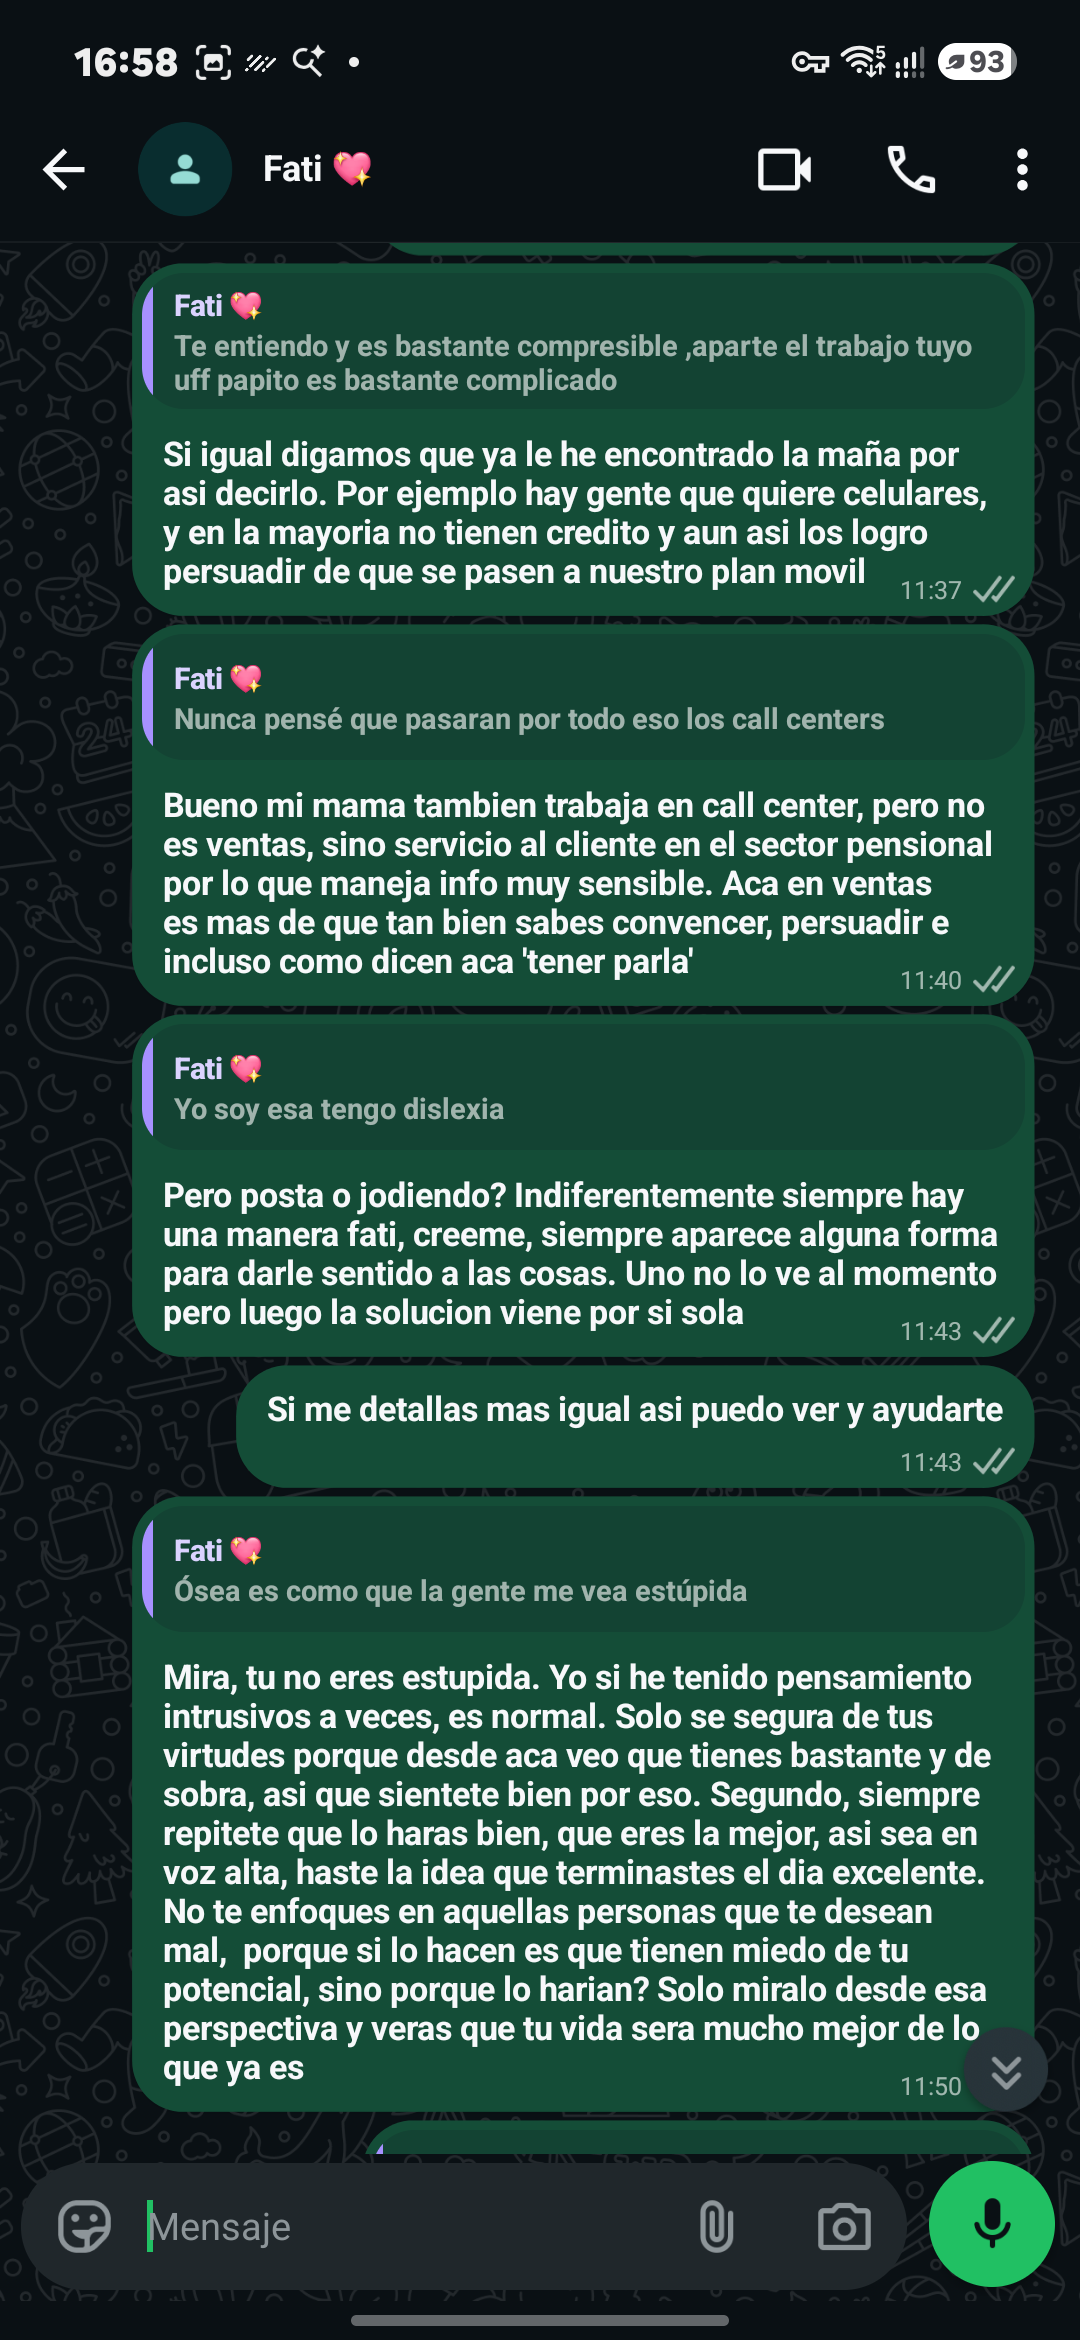 16:58
5
93
Fati 💖
Fati 💖
Te entiendo y es bastante compresible ,aparte el trabajo tuyo
uff papito es bastante complicado
Si igual digamos que ya le he encontrado la maña por
asi decirlo. Por ejemplo hay gente que quiere celulares,
y en la mayoria no tienen credito y aun asi los logro
persuadir de que se pasen a nuestro plan movil
11:37
Fati 💖
Nunca pensé que pasaran por todo eso los call centers
Bueno mi mama tambien trabaja en call center, pero no
es ventas, sino servicio al cliente en el sector pensional
por lo que maneja info muy sensible. Aca en ventas
es mas de que tan bien sabes convencer, persuadir e
incluso como dicen aca 'tener parla'
11:40
Fati 💖
Yo soy esa tengo dislexia
Pero posta o jodiendo? Indiferentemente siempre hay
una manera fati, creeme, siempre aparece alguna forma
para darle sentido a las cosas. Uno no lo ve al momento
pero luego la solucion viene por si sola
11:43
Si me detallas mas igual asi puedo ver y ayudarte
11:43
Fati 💖
Ósea es como que la gente me vea estúpida
Mira, tu no eres estupida. Yo si he tenido pensamiento
intrusivos a veces, es normal. Solo se segura de tus
virtudes porque desde aca veo que tienes bastante y de
sobra, asi que sientete bien por eso. Segundo, siempre
repitete que lo haras bien, que eres la mejor, asi sea en
voz alta, haste la idea que terminastes el dia excelente.
No te enfoques en aquellas personas que te desean
mal,  porque si lo hacen es que tienen miedo de tu
potencial, sino porque lo harian? Solo miralo desde esa
perspectiva y veras que tu vida sera mucho mejor de lo
que ya es
11:50
Mensaje